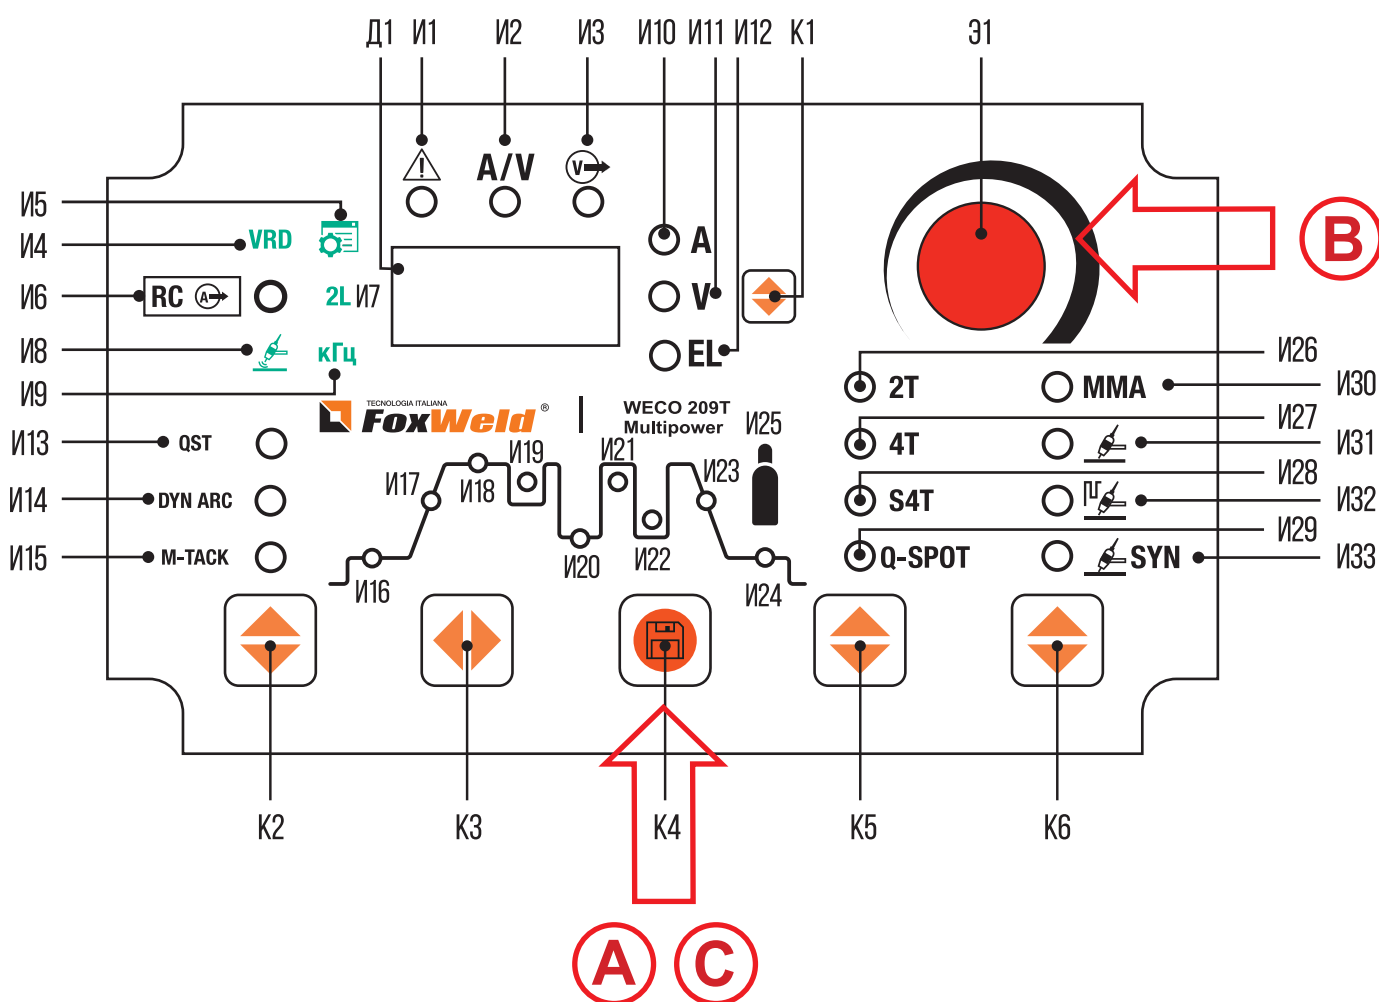 Д1 И1 И2 И3 И10 И11 И12 К1 Э1
A/V
V
И5
И4 VRD
A
И6 RC A 2L И7
V
B
И8
кГц
EL
И9
И26
2T
MMA
И30
TECNOLOGIA ITALIANA
FoxWeld®
WECO 209T
Multipower
И25
И27
И13 QST
4T
И31
И19
И21
И17
И18
И23
И28
И14 DYN ARC
S4T
И32
И29
И15 M-TACK
И20
И22
Q-SPOT
SYN
И33
И16
И24
К2 К3 К4 К5 К6
A C